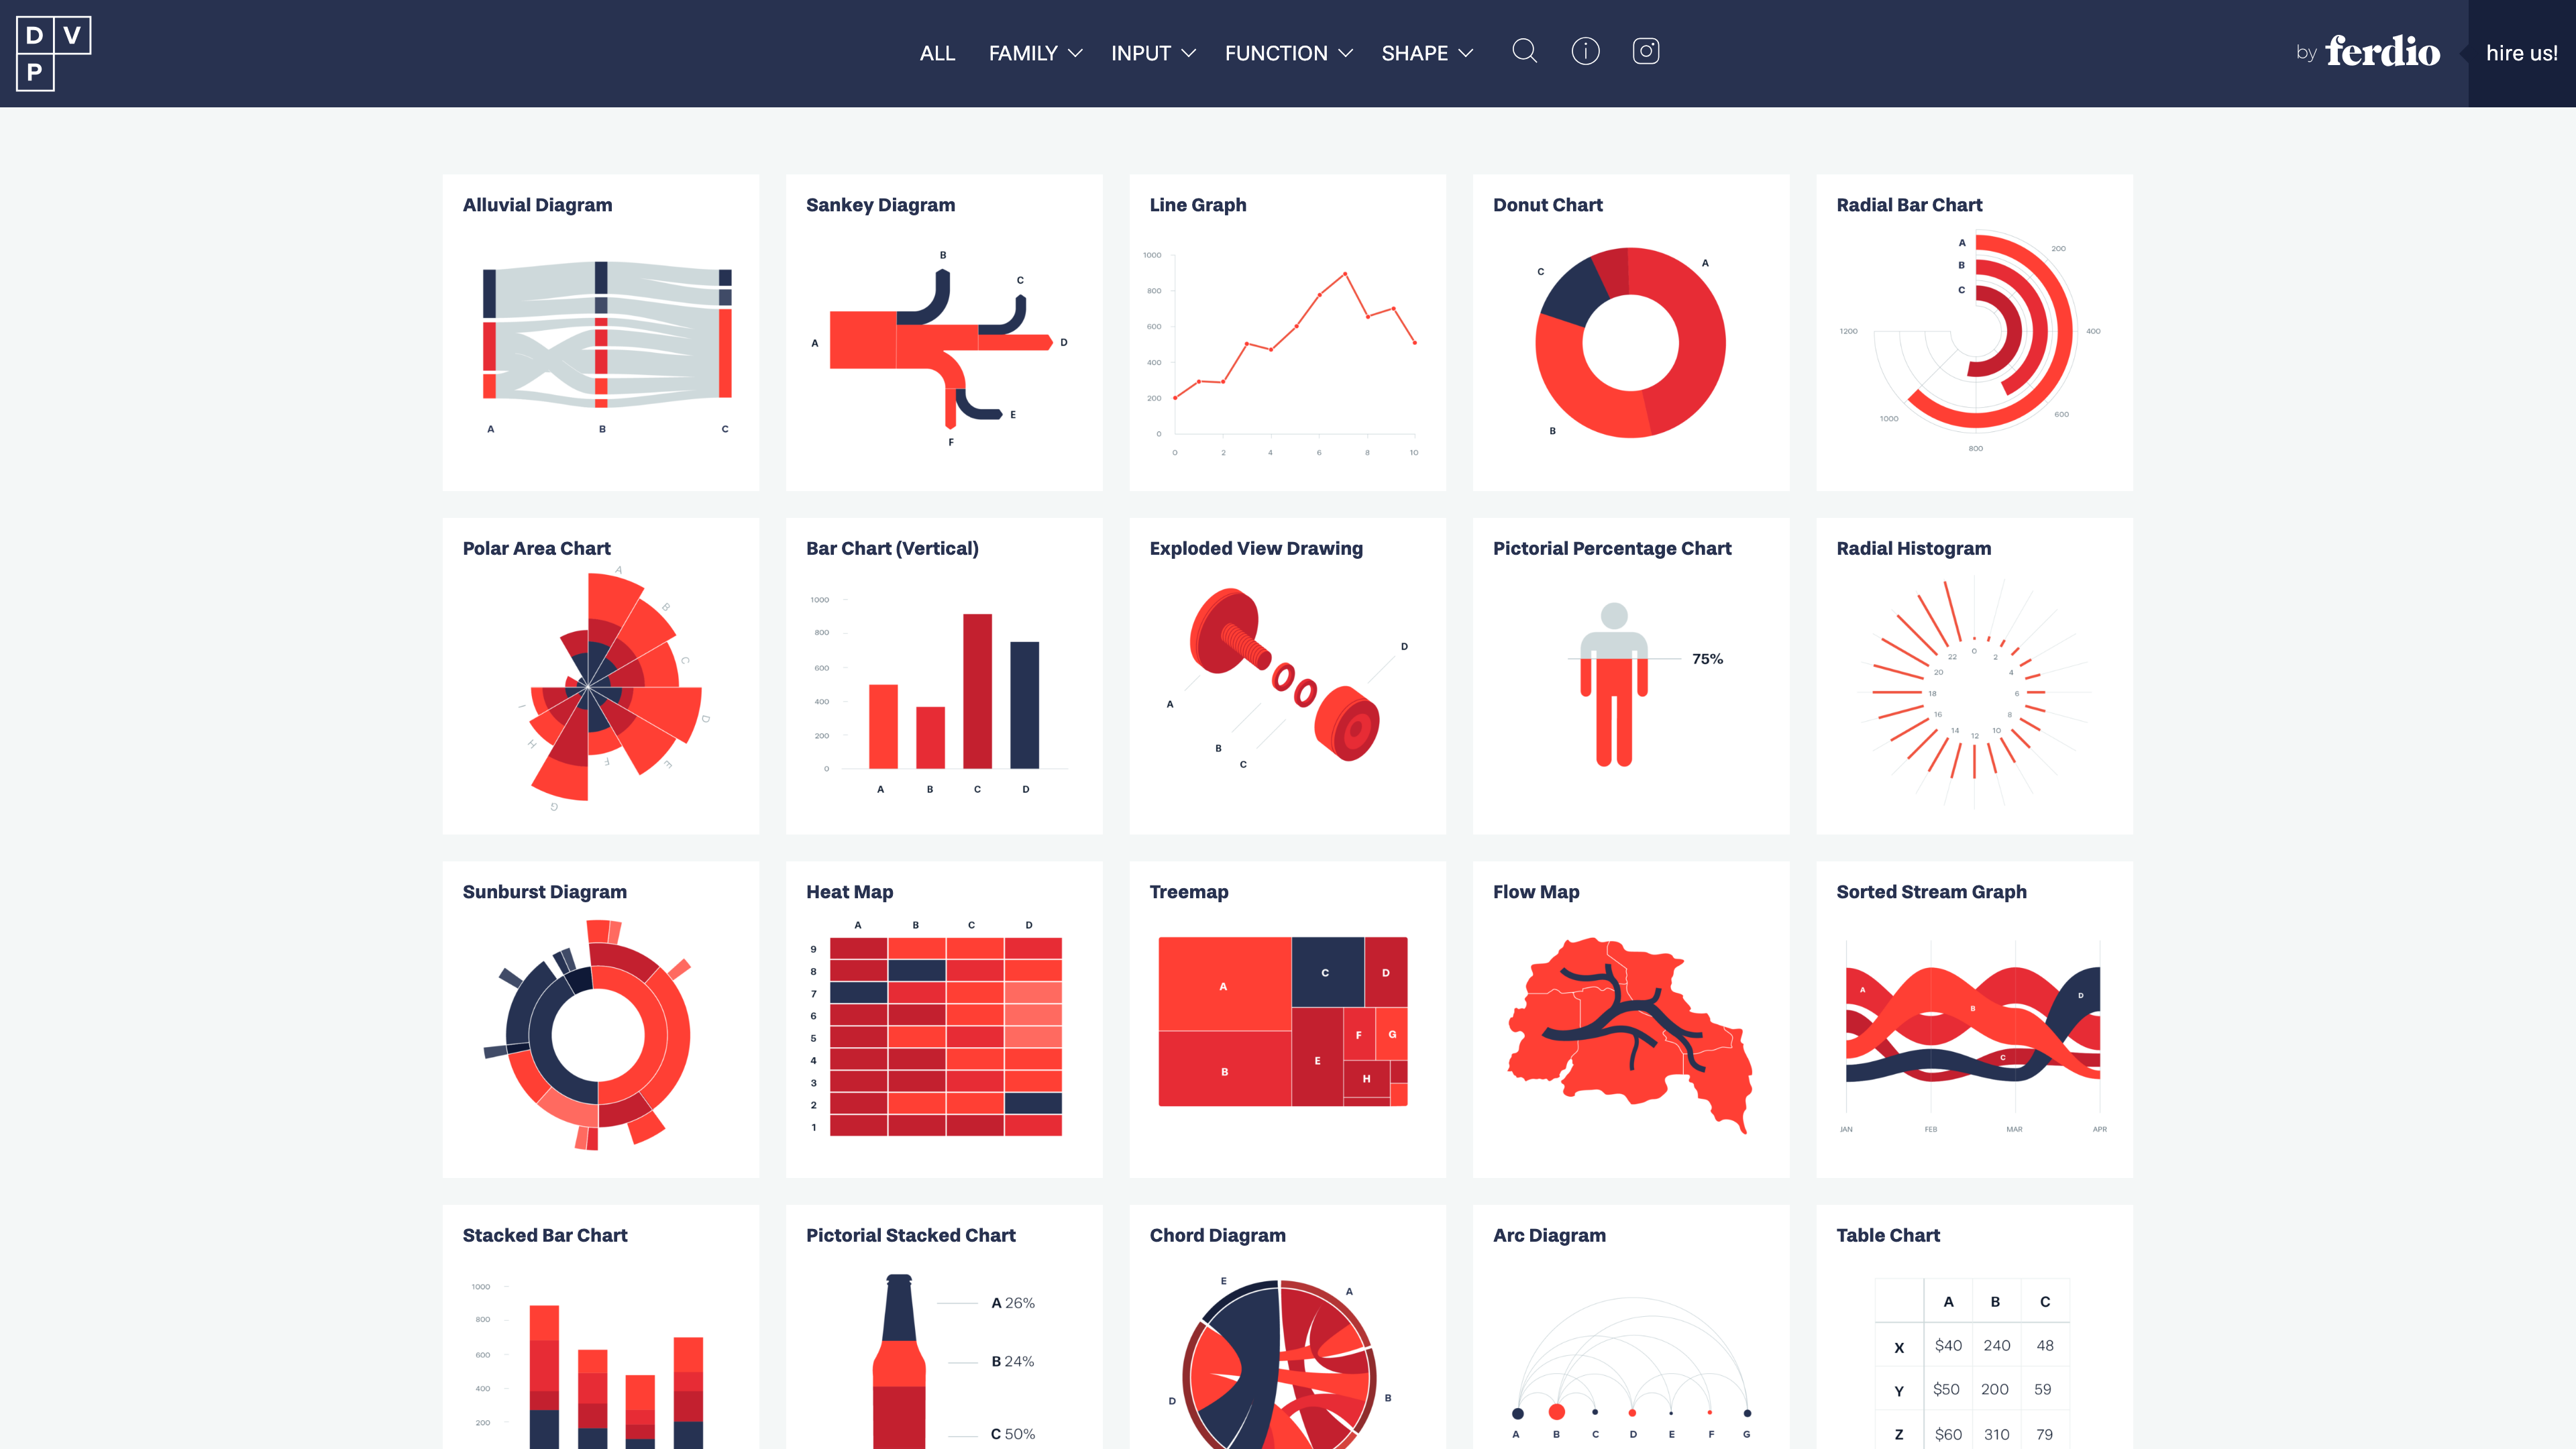 D V
P
ALL FAMILY INPUT FUNCTION SHAPE
by ferdio hire us!
Alluvial Diagram
A B C
Sankey Diagram
B
C
A
D
E
F
Line Graph
1000
800
600
400
200
0
0 2 4 6 8 10
Donut Chart
A
C
B
Radial Bar Chart
A
B
C
200
400
600
800
1000
1200
Polar Area Chart
A
B
C
D
E
F
G
H
I
Bar Chart (Vertical)
1000
800
600
400
200
0
A B C D
Exploded View Drawing
D
A
B
C
Pictorial Percentage Chart
75%
Radial Histogram
0
2
4
6
8
10
12
14
16
18
20
22
Sunburst Diagram
Heat Map
A B C D
9
8
7
6
5
4
3
2
1
Treemap
A
B
C
D
E
F
G
H
Flow Map
Sorted Stream Graph
A
B
C
D
JAN FEB MAR APR
Stacked Bar Chart
1000
800
600
400
200
Pictorial Stacked Chart
A 26%
B 24%
C 50%
Chord Diagram
E
A
D
B
Arc Diagram
A B C D E F G
Table Chart
A B C
X $40 240 48
Y $50 200 59
Z $60 310 79